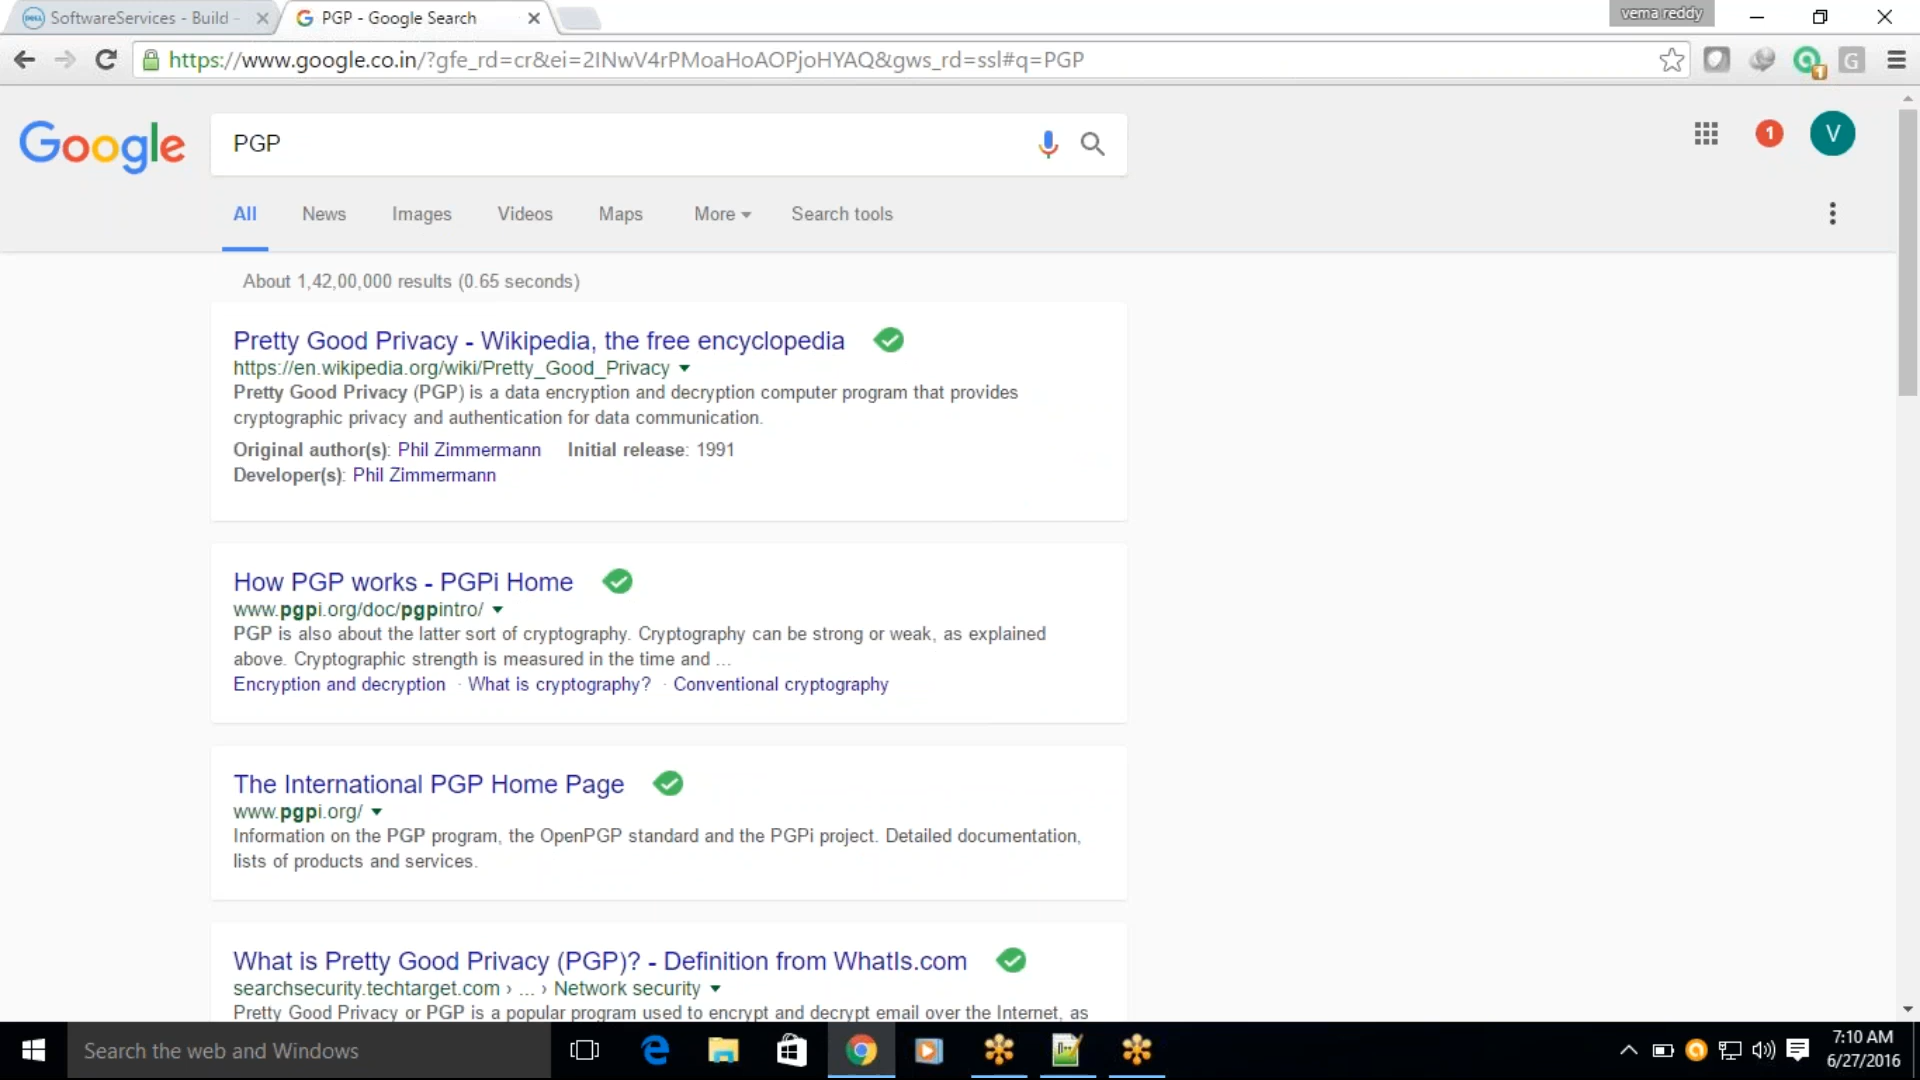 SoftwareServices - Build -
PGP - Google Search
vema reddy
https://www.google.co.in/?gfe_rd=cr&ei=2INwV4rPMoaHoAOPjoHYAQ&gws_rd=ssl#q=PGP
Google
PGP
1
V
All
News
Images
Videos
Maps
More
Search tools
About 1,42,00,000 results (0.65 seconds)
Pretty Good Privacy - Wikipedia, the free encyclopedia
https://en.wikipedia.org/wiki/Pretty_Good_Privacy
Pretty Good Privacy (PGP) is a data encryption and decryption computer program that provides
cryptographic privacy and authentication for data communication.
Original author(s): Phil Zimmermann Initial release: 1991
Developer(s): Phil Zimmermann
How PGP works - PGPi Home
www.pgpi.org/doc/pgpintro/
PGP is also about the latter sort of cryptography. Cryptography can be strong or weak, as explained
above. Cryptographic strength is measured in the time and ...
Encryption and decryption · What is cryptography? · Conventional cryptography
The International PGP Home Page
www.pgpi.org/
Information on the PGP program, the OpenPGP standard and the PGPi project. Detailed documentation,
lists of products and services.
What is Pretty Good Privacy (PGP)? - Definition from WhatIs.com
searchsecurity.techtarget.com › ... › Network security
Pretty Good Privacy or PGP is a popular program used to encrypt and decrypt email over the Internet, as
Search the web and Windows
7:10 AM
6/27/2016